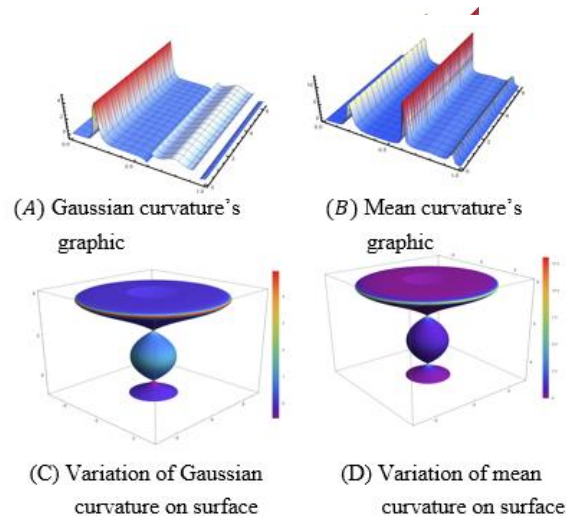 (A) Gaussian curvature's
graphic
(B) Mean curvature's
graphic
(C) Variation of Gaussian
curvature on surface
(D) Variation of mean
curvature on surface